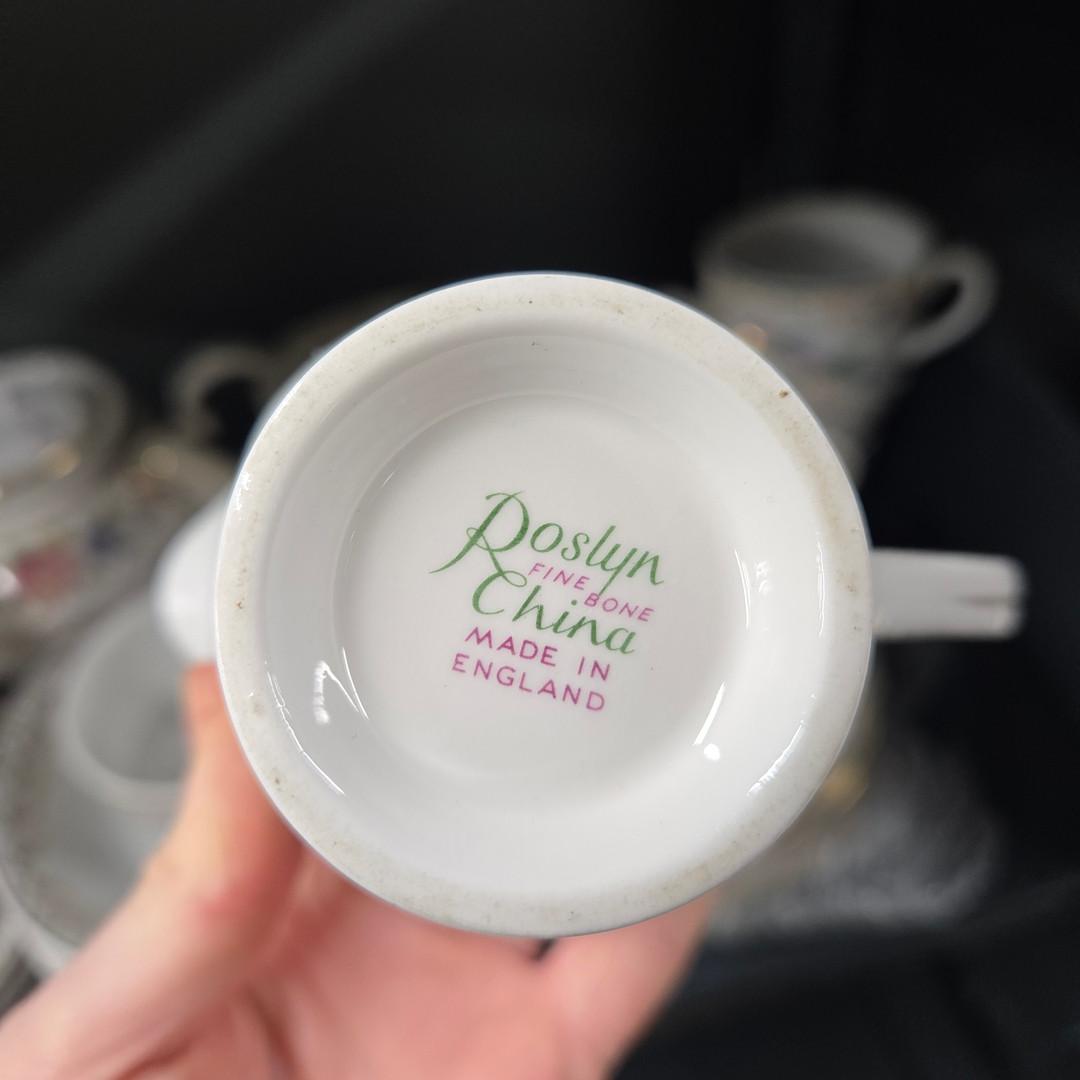 Roslyn
FINE BONE
China
MADE IN
ENGLAND